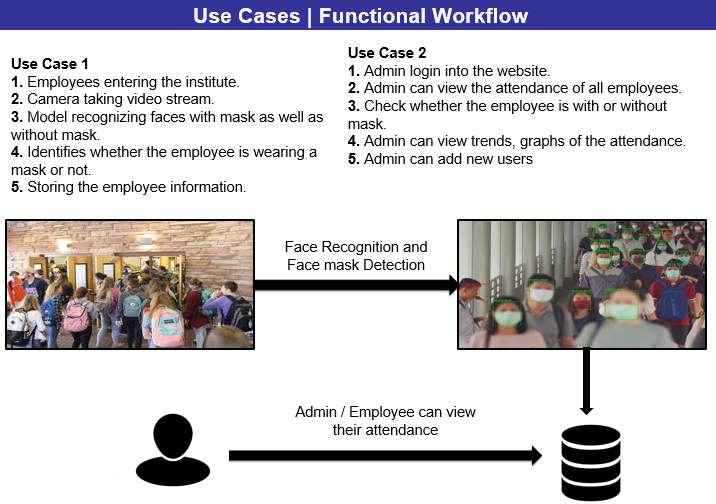 Use Cases | Functional Workflow
Use Case 1
1. Employees entering the institute.
2. Camera taking video stream.
3. Model recognizing faces with mask as well as
without mask.
4. Identifies whether the employee is wearing a
mask or not.
5. Storing the employee information.
Use Case 2
1. Admin login into the website.
2. Admin can view the attendance of all employees.
3. Check whether the employee is with or without
mask.
4. Admin can view trends, graphs of the attendance.
5. Admin can add new users
Face Recognition and
Face mask Detection
Admin / Employee can view
their attendance